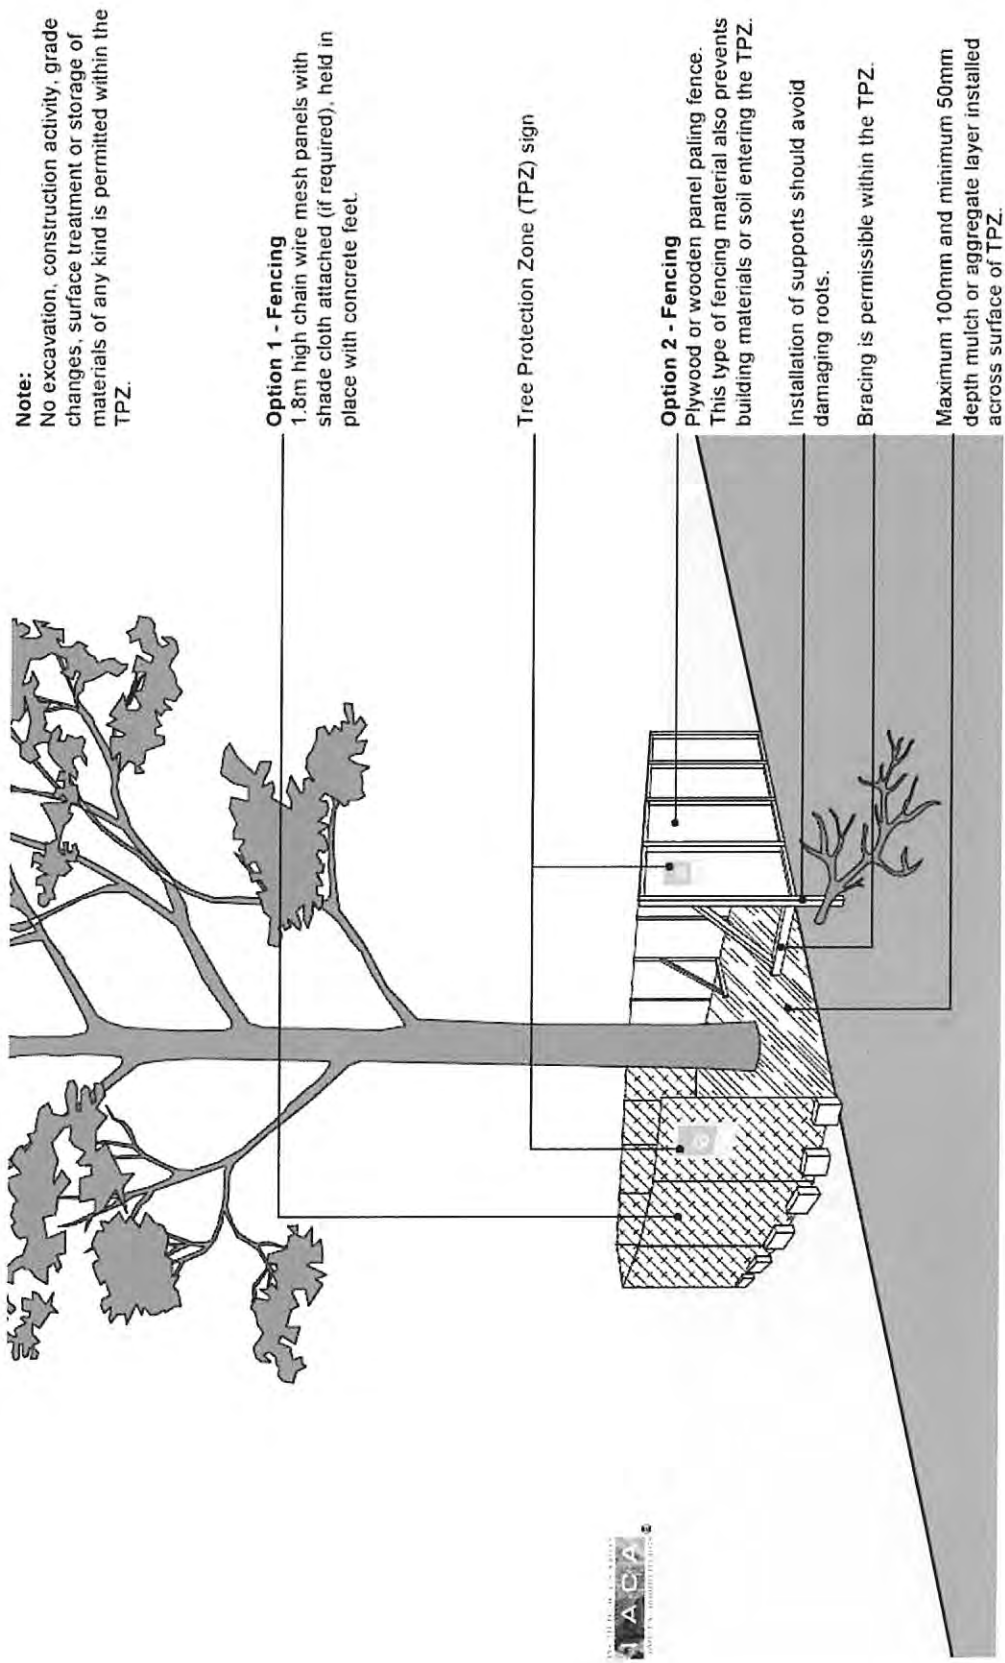 Note:
No excavation, construction activity, grade
changes, surface treatment or storage of
materials of any kind is permitted within the
TPZ.
Option 1 - Fencing
1.8m high chain wire mesh panels with
shade cloth attached (if required), held in
place with concrete feet.
Tree Protection Zone (TPZ) sign
Option 2 - Fencing
Plywood or wooden panel paling fence.
This type of fencing material also prevents
building materials or soil entering the TPZ.
Installation of supports should avoid
damaging roots.
Bracing is permissible within the TPZ.
Maximum 100mm and minimum 50mm
depth mulch or aggregate layer installed
across surface of TPZ.
IACA